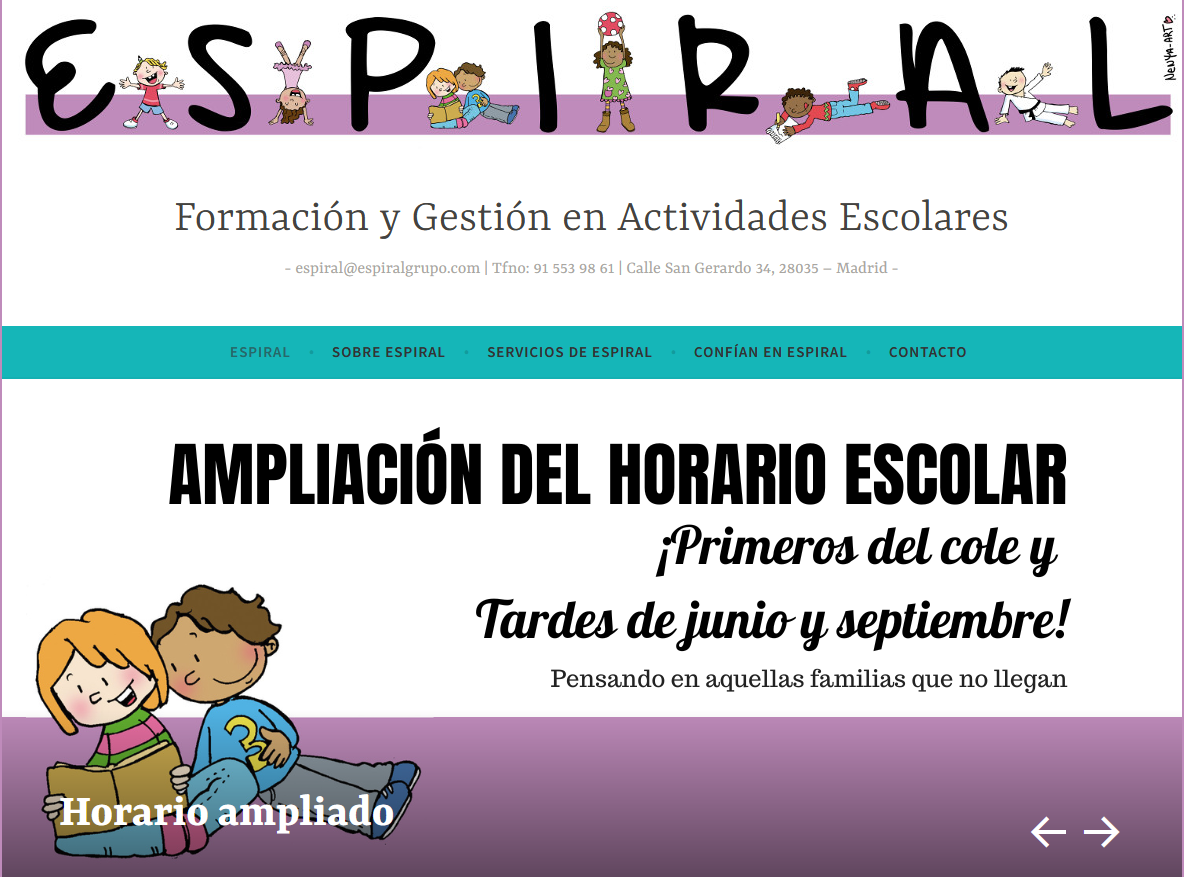 ESPIRAL
NEWYA-ART
Formación y Gestión en Actividades Escolares
- espiral@espiralgrupo.com | Tfno: 91 553 98 61 | Calle San Gerardo 34, 28035 – Madrid -
ESPIRAL • SOBRE ESPIRAL • SERVICIOS DE ESPIRAL • CONFÍAN EN ESPIRAL • CONTACTO
AMPLIACIÓN DEL HORARIO ESCOLAR
¡Primeros del cole y
Tardes de junio y septiembre!
Pensando en aquellas familias que no llegan
3
Horario ampliado